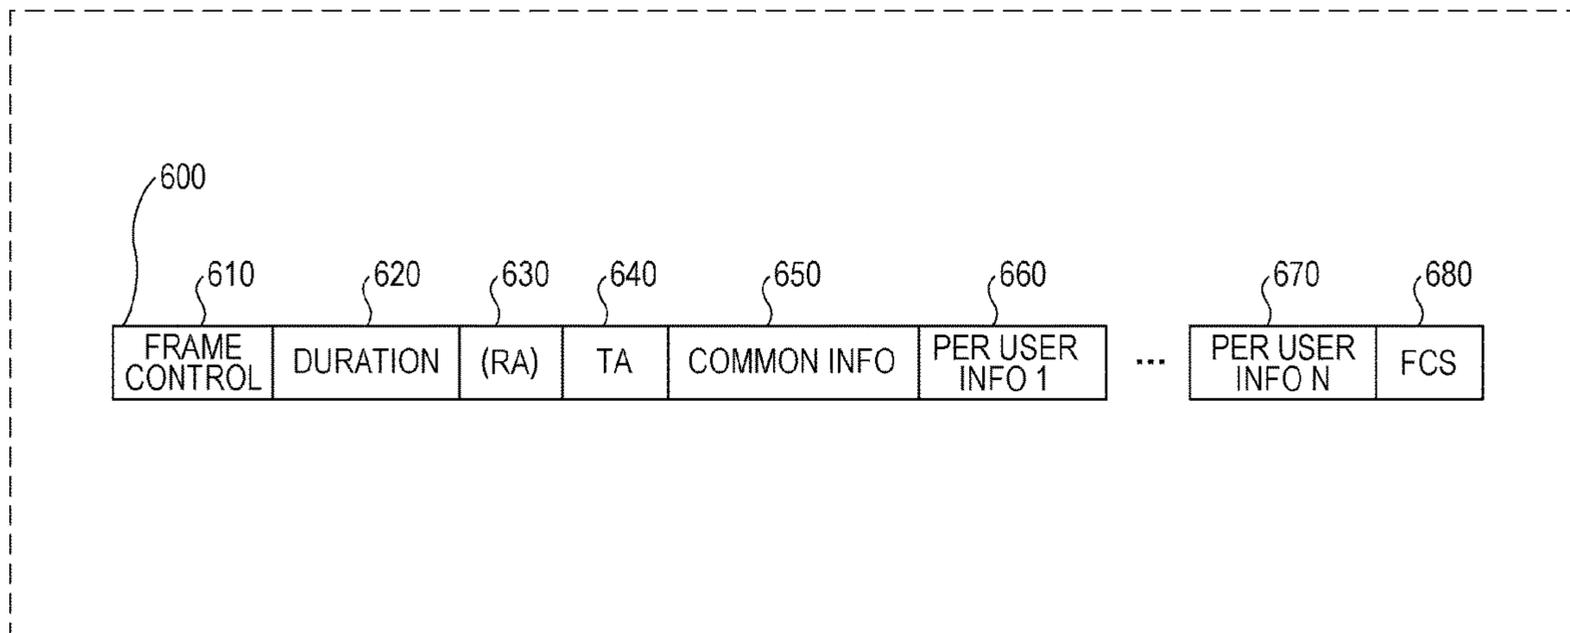 600
610 620 630 640 650 660 670 680
FRAME CONTROL DURATION (RA) TA COMMON INFO PER USER INFO 1 ... PER USER INFO N FCS